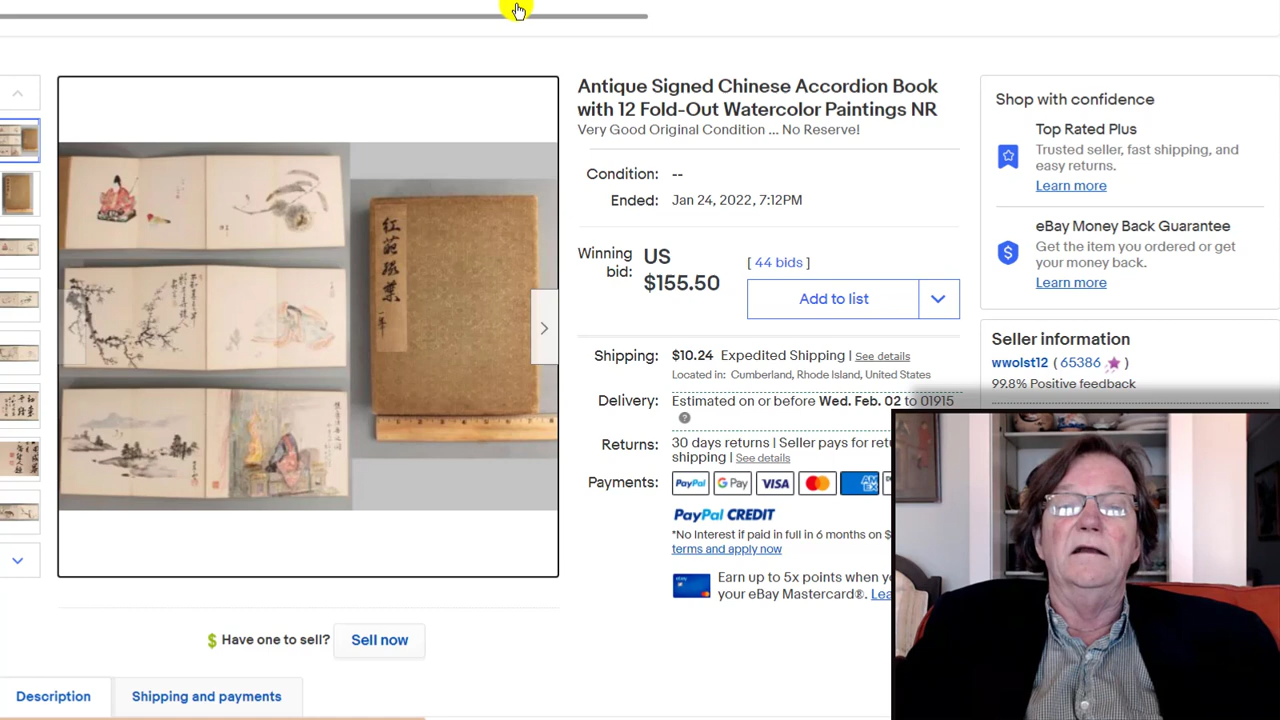 Antique Signed Chinese Accordion Book
with 12 Fold-Out Watercolor Paintings NR
Very Good Original Condition ... No Reserve!
Condition: --
Ended: Jan 24, 2022, 7:12PM
Winning bid: US $155.50 [ 44 bids ]
Add to list
Shipping: $10.24 Expedited Shipping | See details
Located in: Cumberland, Rhode Island, United States
Delivery: Estimated on or before Wed. Feb. 02 to 01915
?
Returns: 30 days returns | Seller pays for retu
shipping | See details
Payments: PayPal G Pay VISA AM EX D
PayPal CREDIT
*No Interest if paid in full in 6 months on $
terms and apply now
Earn up to 5x points when y
your eBay Mastercard®. Lea
$ Have one to sell? Sell now
Description
Shipping and payments
Shop with confidence
Top Rated Plus
Trusted seller, fast shipping, and
easy returns.
Learn more
eBay Money Back Guarantee
Get the item you ordered or get
your money back.
Learn more
Seller information
wwolst12 ( 65386 )
99.8% Positive feedback